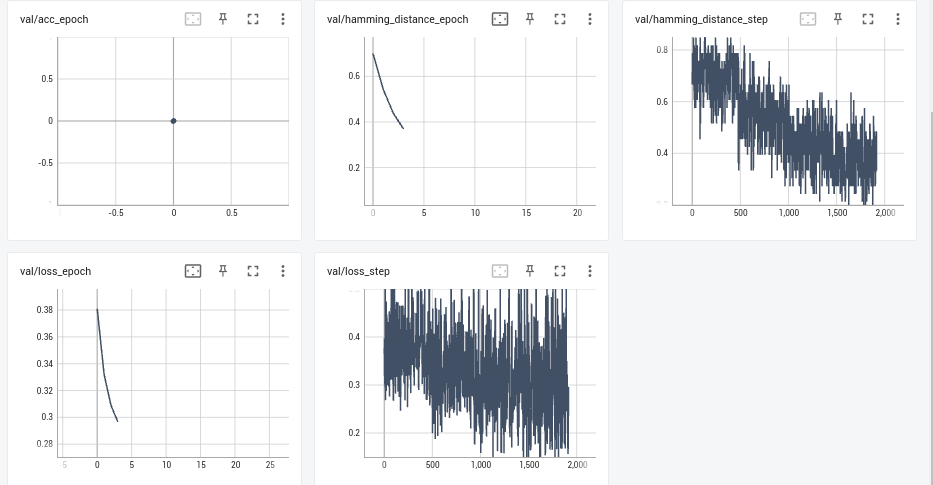 val/acc_epoch
0.5
0
-0.5
-0.5 0 0.5
val/hamming_distance_epoch
0.6
0.4
0.2
0 5 10 15 20
val/hamming_distance_step
0.8
0.6
0.4
0 500 1,000 1,500 2,000
val/loss_epoch
0.38
0.36
0.34
0.32
0.3
0.28
5 0 5 10 15 20 25
val/loss_step
0.4
0.3
0.2
0 500 1,000 1,500 2,000